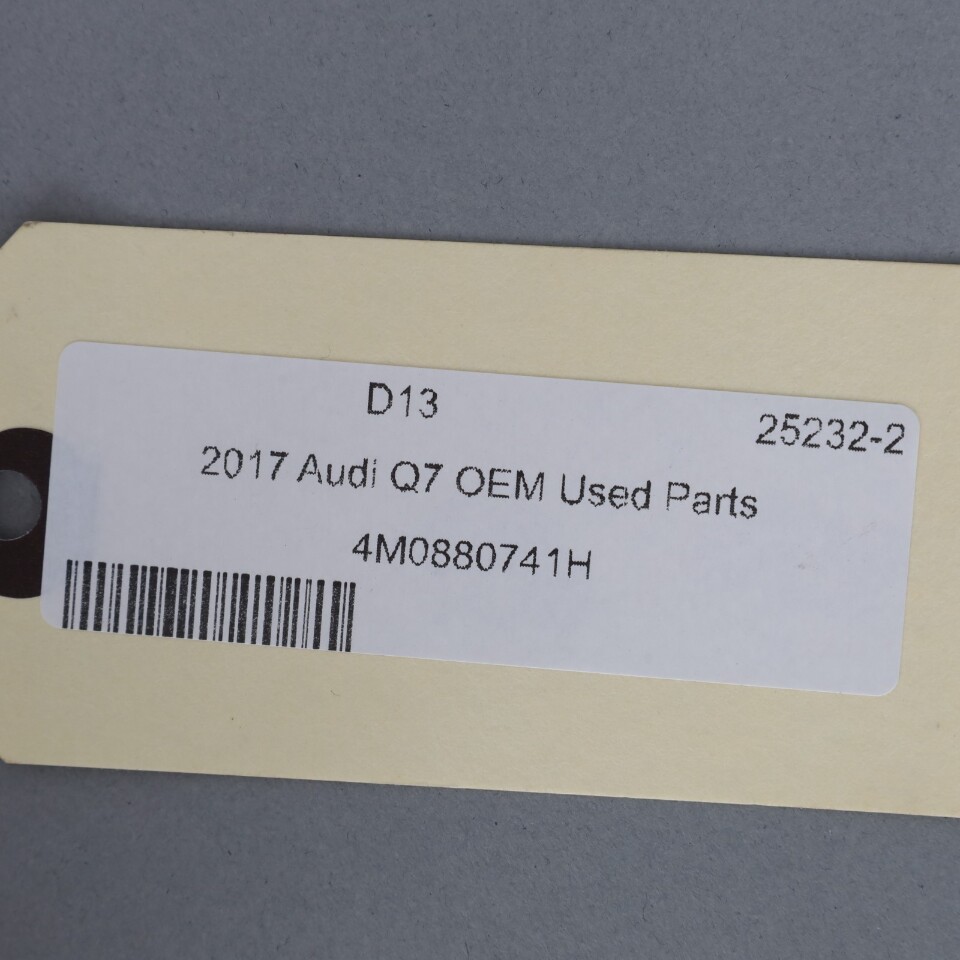 D13
25232-2
2017 Audi Q7 OEM Used Parts
4M0880741H